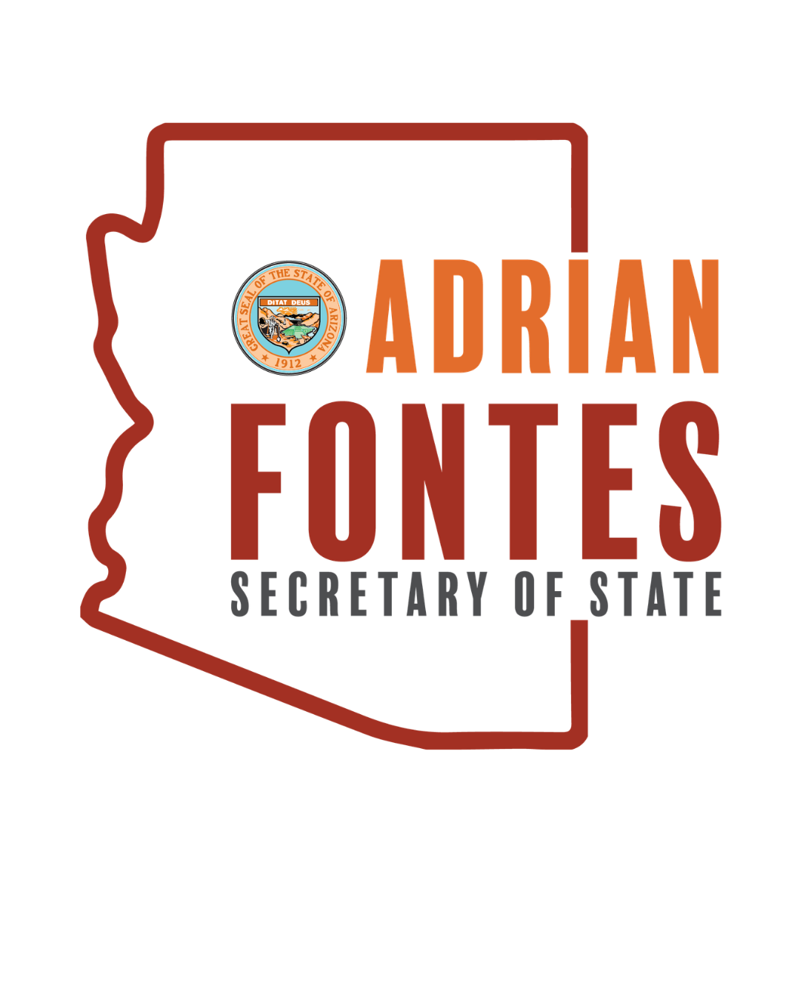 GREAT SEAL OF THE STATE OF ARIZONA
DITAT DEUS
1912
ADRIAN
FONTES
SECRETARY OF STATE